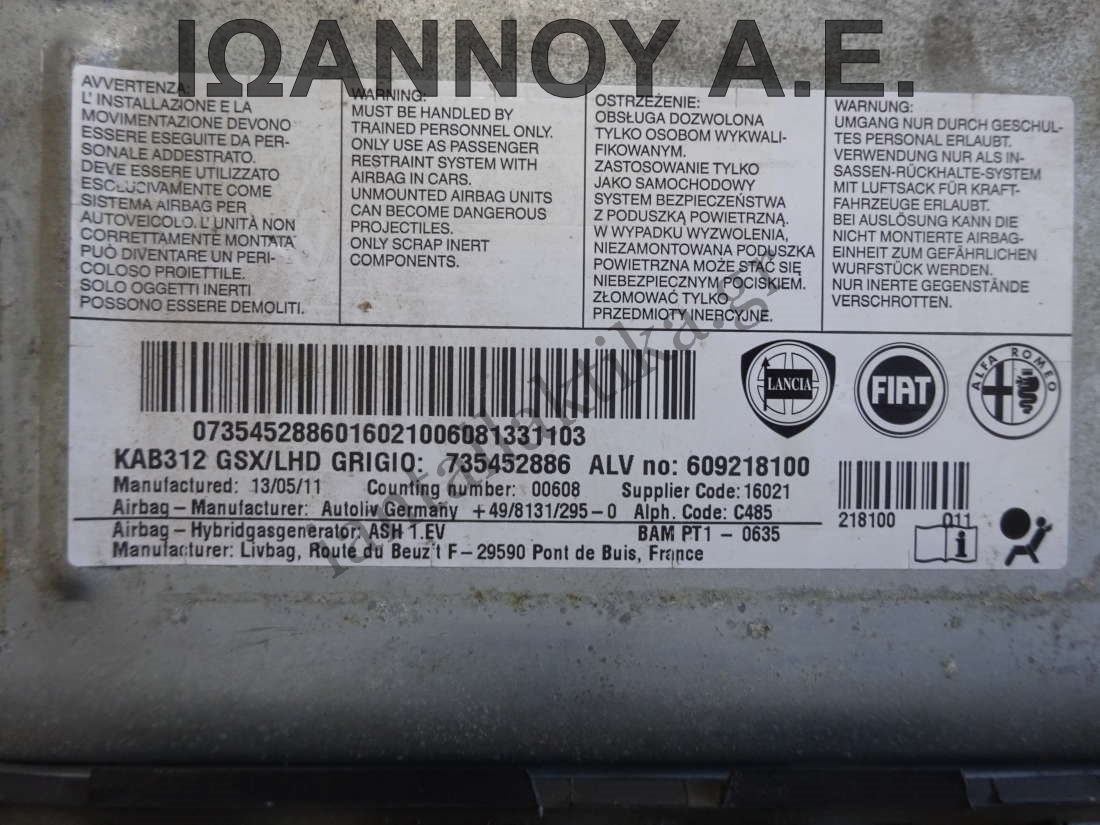 ΙΩΑΝΝΟΥ Α.Ε.
AVVERTENZA:
L' INSTALLAZIONE E LA
MOVIMENTAZIONE DEVONO
ESSERE ESEGUITE DA PER-
SONALE ADDESTRATO.
DEVE ESSERE UTILIZZATO
ESCLUCIVAMENTE COME
SISTEMA AIRBAG PER
AUTOVEICOLO. L' UNITÀ NON
CORRETTAMENTE MONTATA
PUÒ DIVENTARE UN PERI-
COLOSO PROIETTILE.
SOLO OGGETTI INERTI
POSSONO ESSERE DEMOLITI.
WARNING:
MUST BE HANDLED BY
TRAINED PERSONNEL ONLY.
ONLY USE AS PASSENGER
RESTRAINT SYSTEM WITH
AIRBAG IN CARS.
UNMOUNTED AIRBAG UNITS
CAN BECOME DANGEROUS
PROJECTILES.
ONLY SCRAP INERT
COMPONENTS.
OSTRZEŻENIE:
OBSŁUGA DOZWOLONA
TYLKO OSOBOM WYKWALI-
FIKOWANYM.
ZASTOSOWANIE TYLKO
JAKO SAMOCHODOWY
SYSTEM BEZPIECZEŃSTWA
Z PODUSZKĄ POWIETRZNĄ.
W WYPADKU WYZWOLENIA,
NIEZAMONTOWANA PODUSZKA
POWIETRZNA MOŻE STAĆ SIĘ
NIEBEZPIECZNYM POCISKIEM.
ZŁOMOWAĆ TYLKO
PRZEDMIOTY INERCYJNE.
WARNUNG:
UMGANG NUR DURCH GESCHUL-
TES PERSONAL ERLAUBT.
VERWENDUNG NUR ALS IN-
SASSEN-RÜCKHALTE-SYSTEM
MIT LUFTSACK FÜR KRAFT-
FAHRZEUGE ERLAUBT.
BEI AUSLÖSUNG KANN DIE
NICHT MONTIERTE AIRBAG-
EINHEIT ZUM GEFÄHRLICHEN
WURFSTÜCK WERDEN.
NUR INERTE GEGENSTÄNDE
VERSCHROTTEN.
LANCIA
FIAT
ALFA ROMEO
0735452886016021006081331103
KAB312 GSX/LHD GRIGIO: 735452886 ALV no: 609218100
Manufactured: 13/05/11 Counting number: 00608 Supplier Code: 16021
Airbag - Manufacturer: Autoliv Germany +49/8131/295-0 Alph. Code: C485
Airbag - Hybridgasgenerator: ASH 1.EV BAM PT1 - 0635
Manufacturer: Livbag, Route du Beuz't F-29590 Pont de Buis, France
218100 011
i
iantallaktika.gr